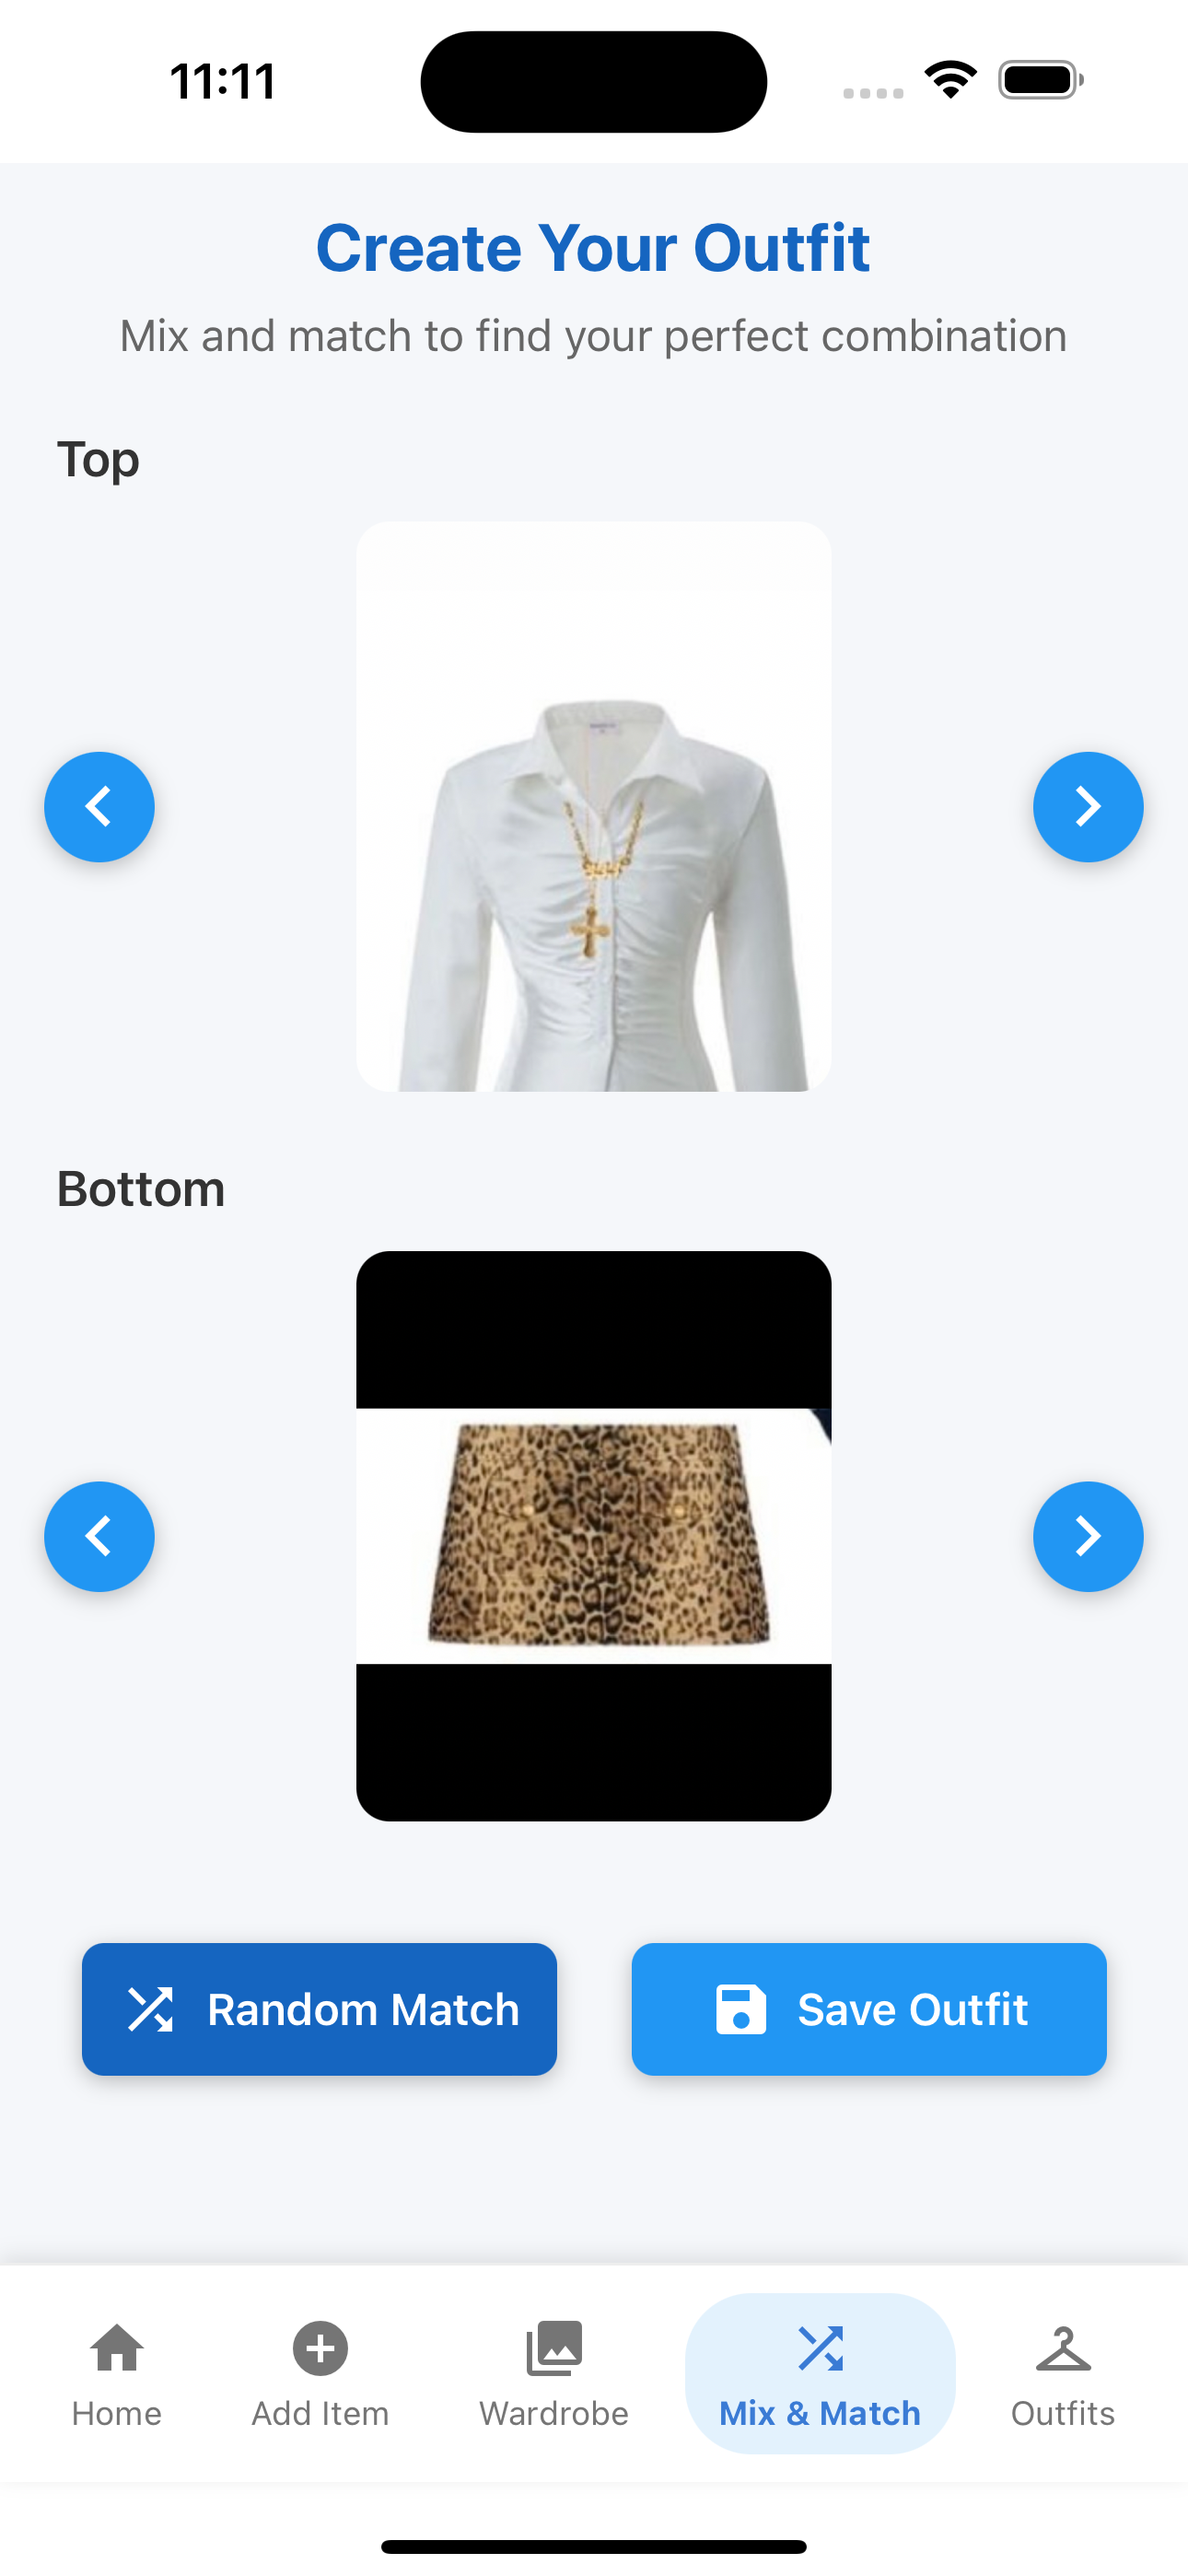 11:11
Create Your Outfit
Mix and match to find your perfect combination
Top
Bottom
Random Match
Save Outfit
Home
Add Item
Wardrobe
Mix & Match
Outfits